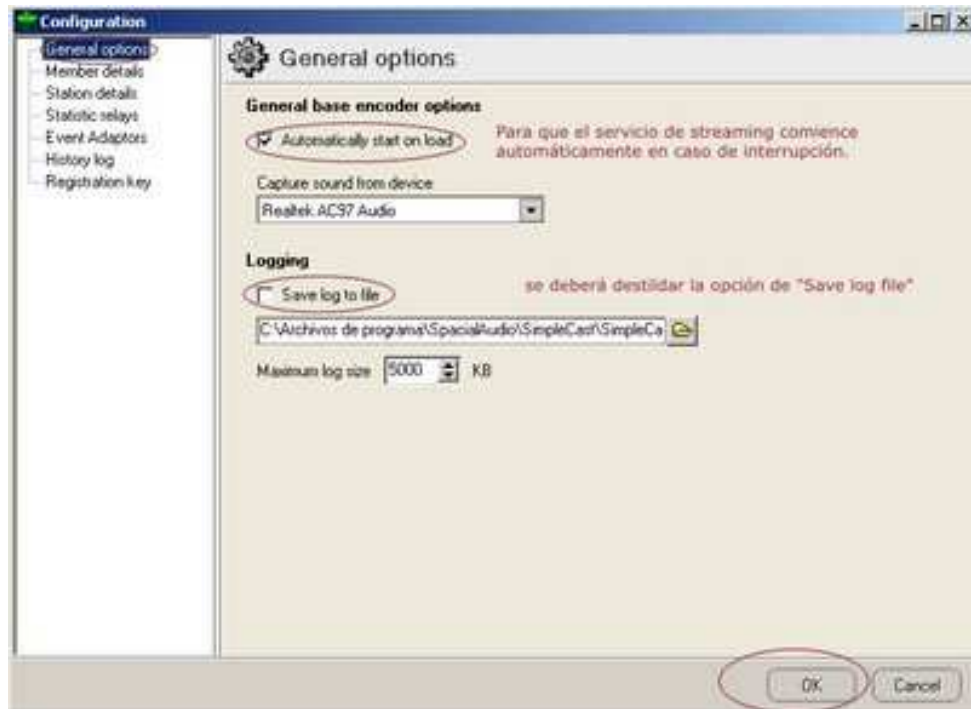 Configuration
General options
Member details
Station details
Statistic relays
Event Adaptors
History log
Registration key
General options
General base encoder options
Automatically start on load
Para que el servicio de streaming comience
automáticamente en caso de interrupción.
Capture sound from device
Realtek AC97 Audio
Logging
Save log to file
se deberá destildar la opción de "Save log file"
C:\Archivos de programa\SpacialAudio\SimpleCast\SimpleCa
Maximum log size 5000 KB
OK Cancel